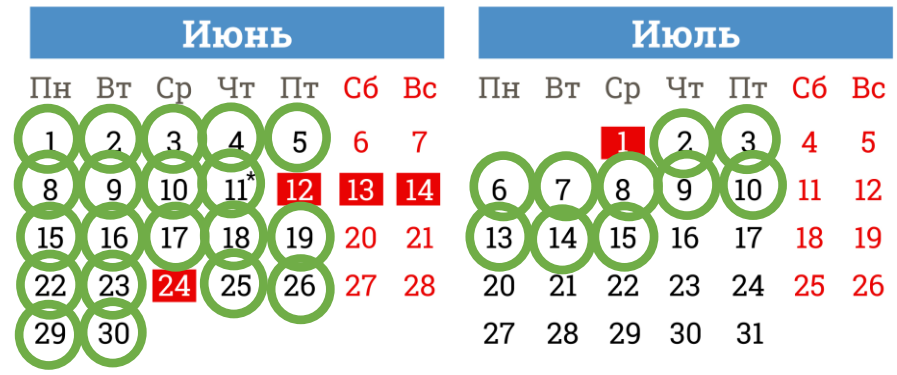 Июнь
Пн Вт Ср Чт Пт Сб Вс
1 2 3 4 5 6 7
8 9 10 11* 12 13 14
15 16 17 18 19 20 21
22 23 24 25 26 27 28
29 30
Июль
Пн Вт Ср Чт Пт Сб Вс
1 2 3 4 5
6 7 8 9 10 11 12
13 14 15 16 17 18 19
20 21 22 23 24 25 26
27 28 29 30 31